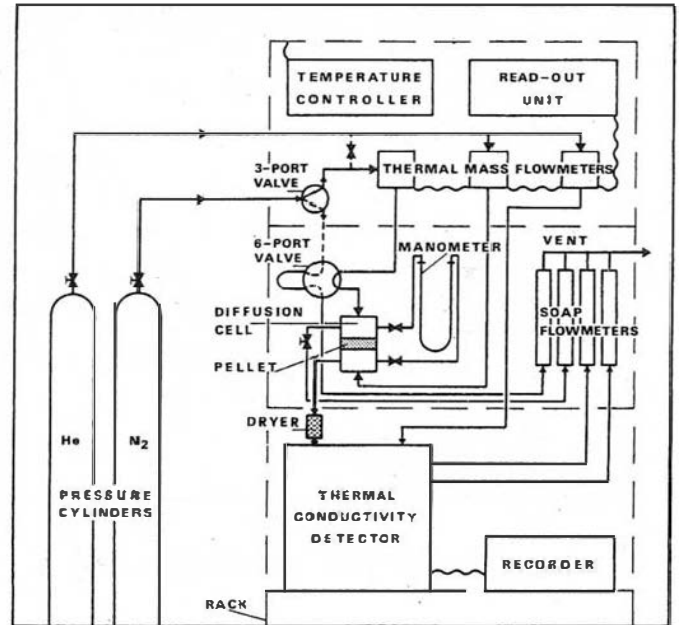 TEMPERATURE
CONTROLLER
READ-OUT
UNIT
3-PORT
VALVE
THERMAL MASS FLOWMETERS
6-PORT
VALVE
MANOMETER
VENT
DIFFUSION
CELL
SOAP
FLOWMETERS
PELLET
DRYER
He
N2
PRESSURE
CYLINDERS
THERMAL
CONDUCTIVITY
DETECTOR
RECORDER
RACK